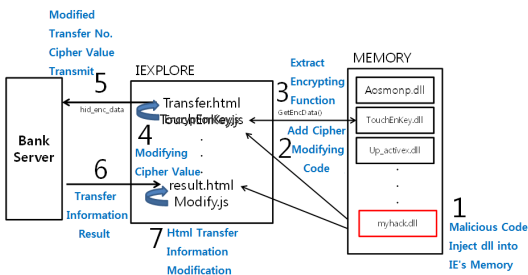 Modified
Transfer No.
Cipher Value
Transmit
5
hid_enc_data
Bank
Server
6
Transfer
Information
Result
IEXPLORE
Transfer.html
TouchEnKey.js
4
Modifying
Cipher Value
result.html
Modify.js
7
Html Transfer
Information
Modification
Extract
Encrypting
Function
3
GetEncData()
2
Add Cipher
Modifying
Code
MEMORY
Aosmonp.dll
TouchEnKey.dll
Up_activex.dll
myhack.dll
1
Malicious Code
Inject dll into
IE's Memory